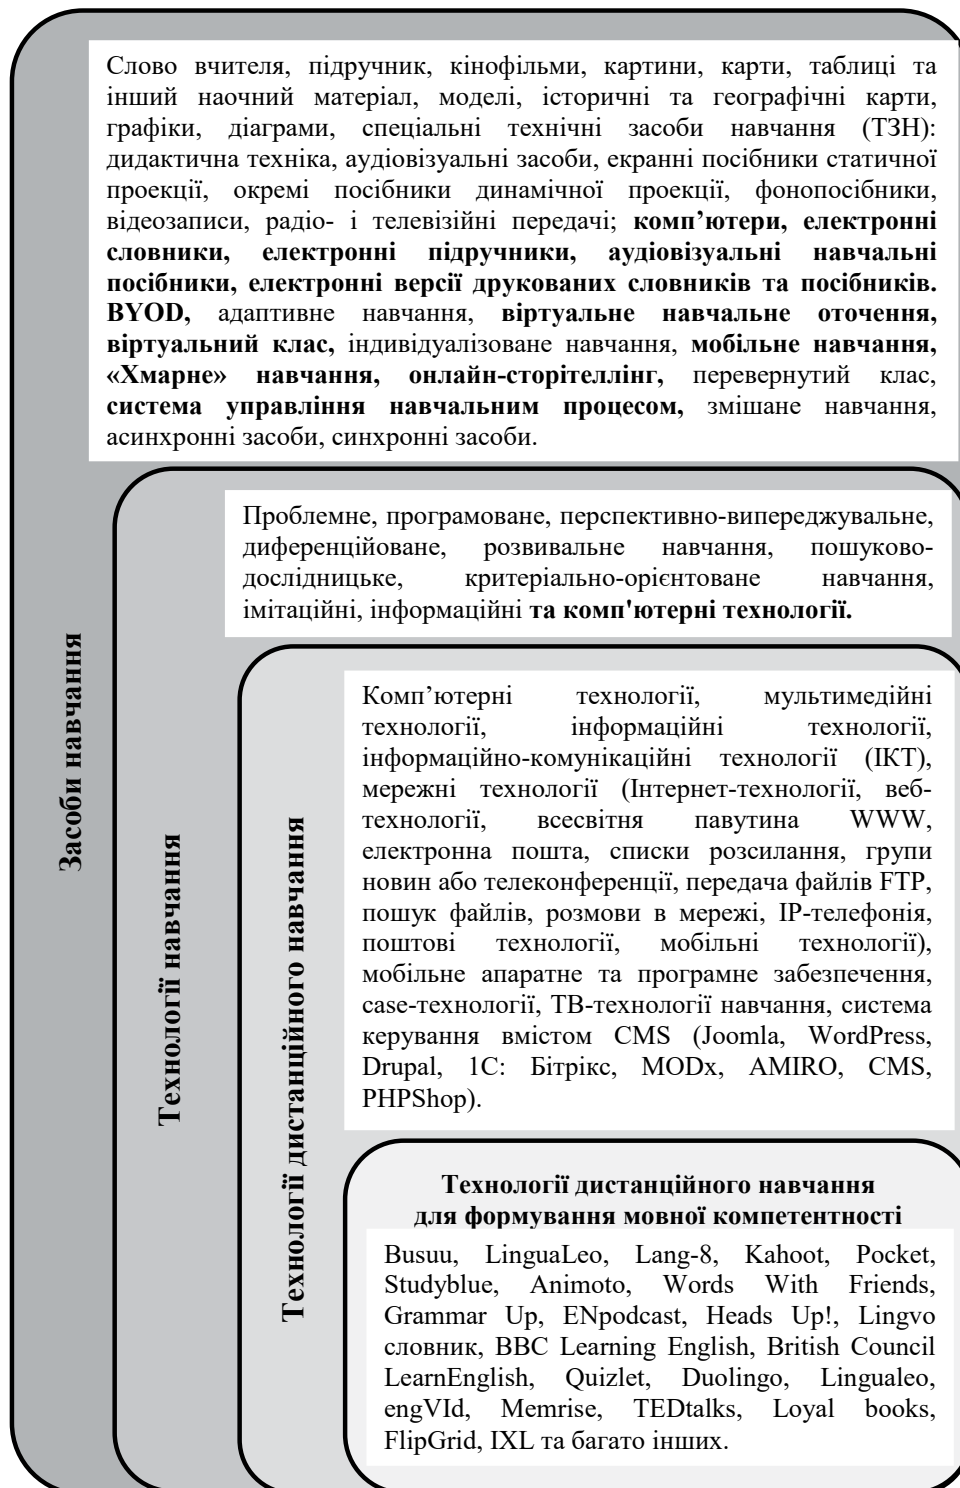 Слово вчителя, підручник, кінофільми, картини, карти, таблиці та
інший наочний матеріал, моделі, історичні та географічні карти,
графіки, діаграми, спеціальні технічні засоби навчання (ТЗН):
дидактична техніка, аудіовізуальні засоби, екранні посібники статичної
проекції, окремі посібники динамічної проекції, фонопосібники,
відеозаписи, радіо- і телевізійні передачі; комп’ютери, електронні
словники, електронні підручники, аудіовізуальні навчальні
посібники, електронні версії друкованих словників та посібників.
BYOD, адаптивне навчання, віртуальне навчальне оточення,
віртуальний клас, індивідуалізоване навчання, мобільне навчання,
«Хмарне» навчання, онлайн-сторітеллінг, перевернутий клас,
система управління навчальним процесом, змішане навчання,
асинхронні засоби, синхронні засоби.
Засоби навчання
Проблемне, програмоване, перспективно-випереджувальне,
диференційоване, розвивальне навчання, пошуково-
дослідницьке, критеріально-орієнтоване навчання,
імітаційні, інформаційні та комп'ютерні технології.
Технології навчання
Комп’ютерні технології, мультимедійні
технології, інформаційні технології,
інформаційно-комунікаційні технології (ІКТ),
мережні технології (Інтернет-технології, веб-
технології, всесвітня павутина WWW,
електронна пошта, списки розсилання, групи
новин або телеконференції, передача файлів FTP,
пошук файлів, розмови в мережі, IP-телефонія,
поштові технології, мобільні технології),
мобільне апаратне та програмне забезпечення,
case-технології, ТВ-технології навчання, система
керування вмістом CMS (Joomla, WordPress,
Drupal, 1С: Бітрікс, MODx, AMIRO, CMS,
PHPShop).
Технології дистанційного навчання
Технології дистанційного навчання
для формування мовної компетентності
Busuu, LinguaLeo, Lang-8, Kahoot, Pocket,
Studyblue, Animoto, Words With Friends,
Grammar Up, ENpodcast, Heads Up!, Lingvo
словник, BBC Learning English, British Council
LearnEnglish, Quizlet, Duolingo, Lingualeo,
engVId, Memrise, TEDtalks, Loyal books,
FlipGrid, IXL та багато інших.